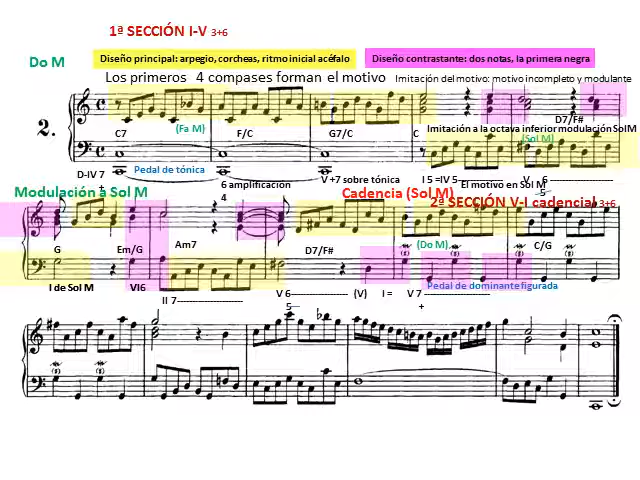 1ª SECCIÓN I-V 3+6
Do M
Diseño principal: arpegio, corcheas, ritmo inicial acéfalo
Diseño contrastante: dos notas, la primera negra
Los primeros 4 compases forman el motivo
Imitación del motivo: motivo incompleto y modulante
2.
D7/F#
C7 (Fa M) F/C G7/C C
Imitación a la octava inferior modulación SolM
(Sol M)
D-IV 7
+
Pedal de tónica
V +7 sobre tónica
I 5 =IV 5
V 6
5
6 amplificación
4
El motivo en Sol M
Modulación a Sol M
Cadencia (Sol M)
2ª SECCIÓN V-I cadencial 3+6
G Em/G Am7 D7/F# (Do M) C/G
I de Sol M
VI6
Pedal de dominante figurada
II 7
V 6
5
(V) I =
V 7
+